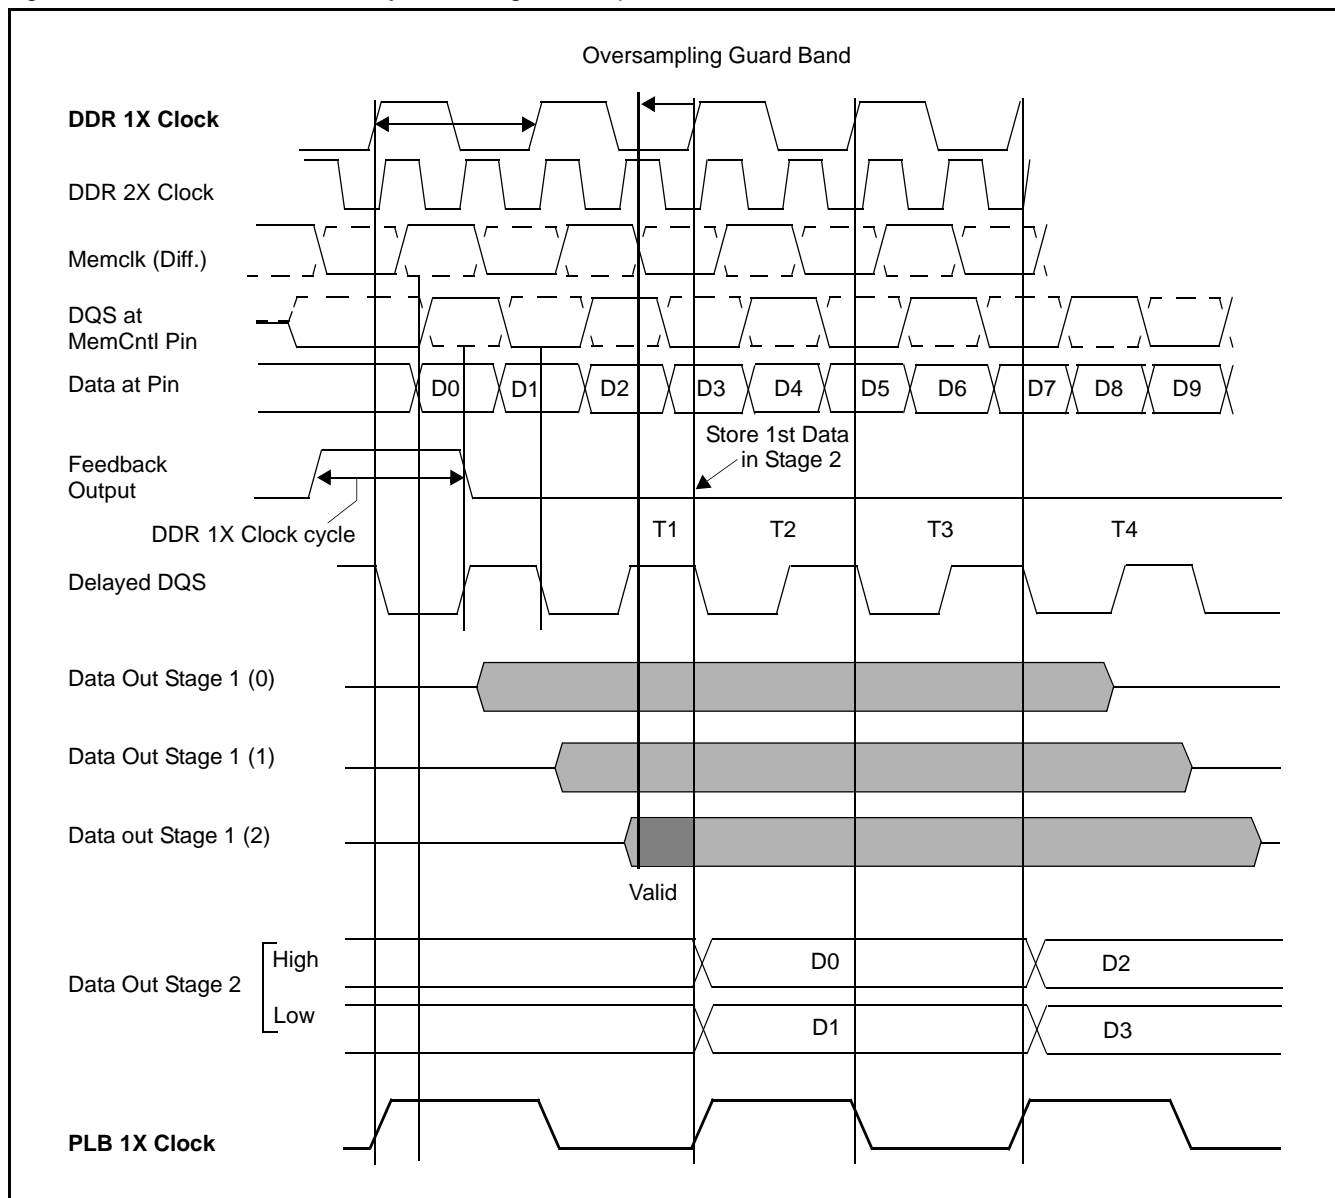 Oversampling Guard Band
DDR 1X Clock
DDR 2X Clock
Memclk (Diff.)
DQS at
MemCntl Pin
Data at Pin
D0 D1 D2 D3 D4 D5 D6 D7 D8 D9
Store 1st Data
in Stage 2
Feedback
Output
DDR 1X Clock cycle
T1 T2 T3 T4
Delayed DQS
Data Out Stage 1 (0)
Data Out Stage 1 (1)
Data out Stage 1 (2)
Valid
Data Out Stage 2
High D0 D2
Low D1 D3
PLB 1X Clock